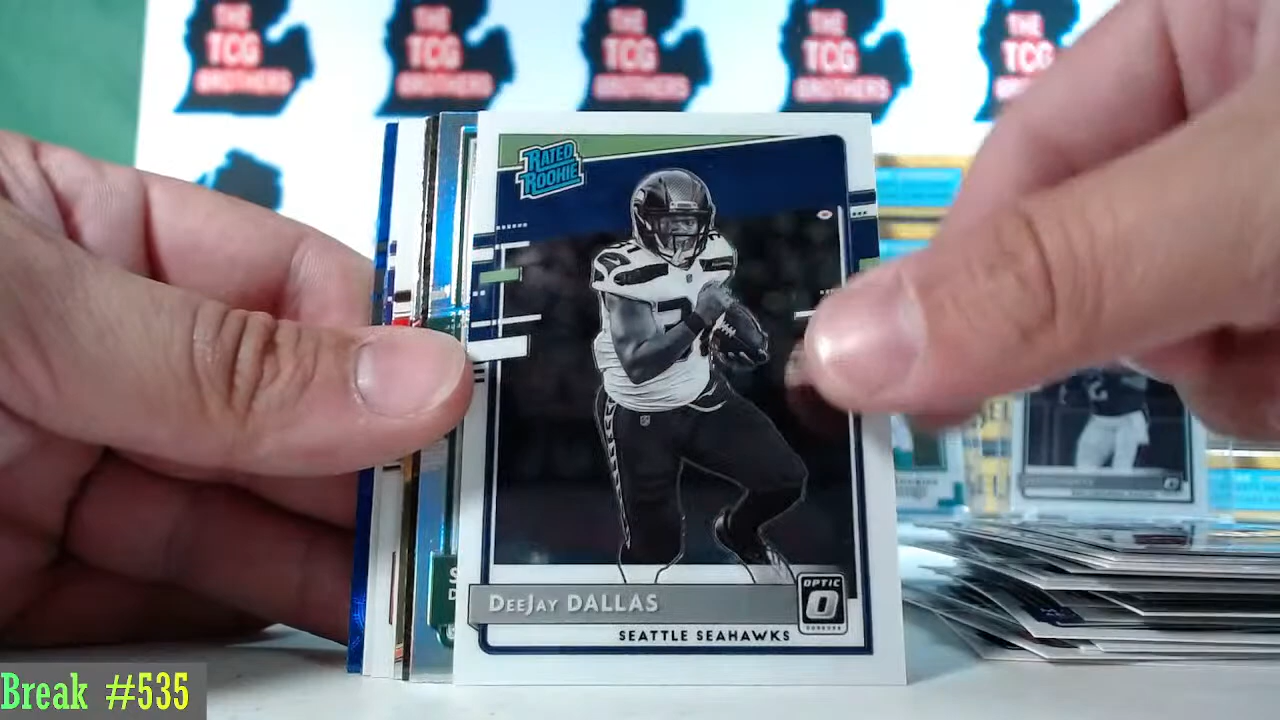 THE
TCG
BROTHERS
THE
TCG
BROTHERS
THE
TCG
BROTHERS
THE
TCG
BROTHERS
THE
TCG
BROTHERS
RATED
ROOKIE
DEEJAY DALLAS
OPTIC
SEATTLE SEAHAWKS
Break #535